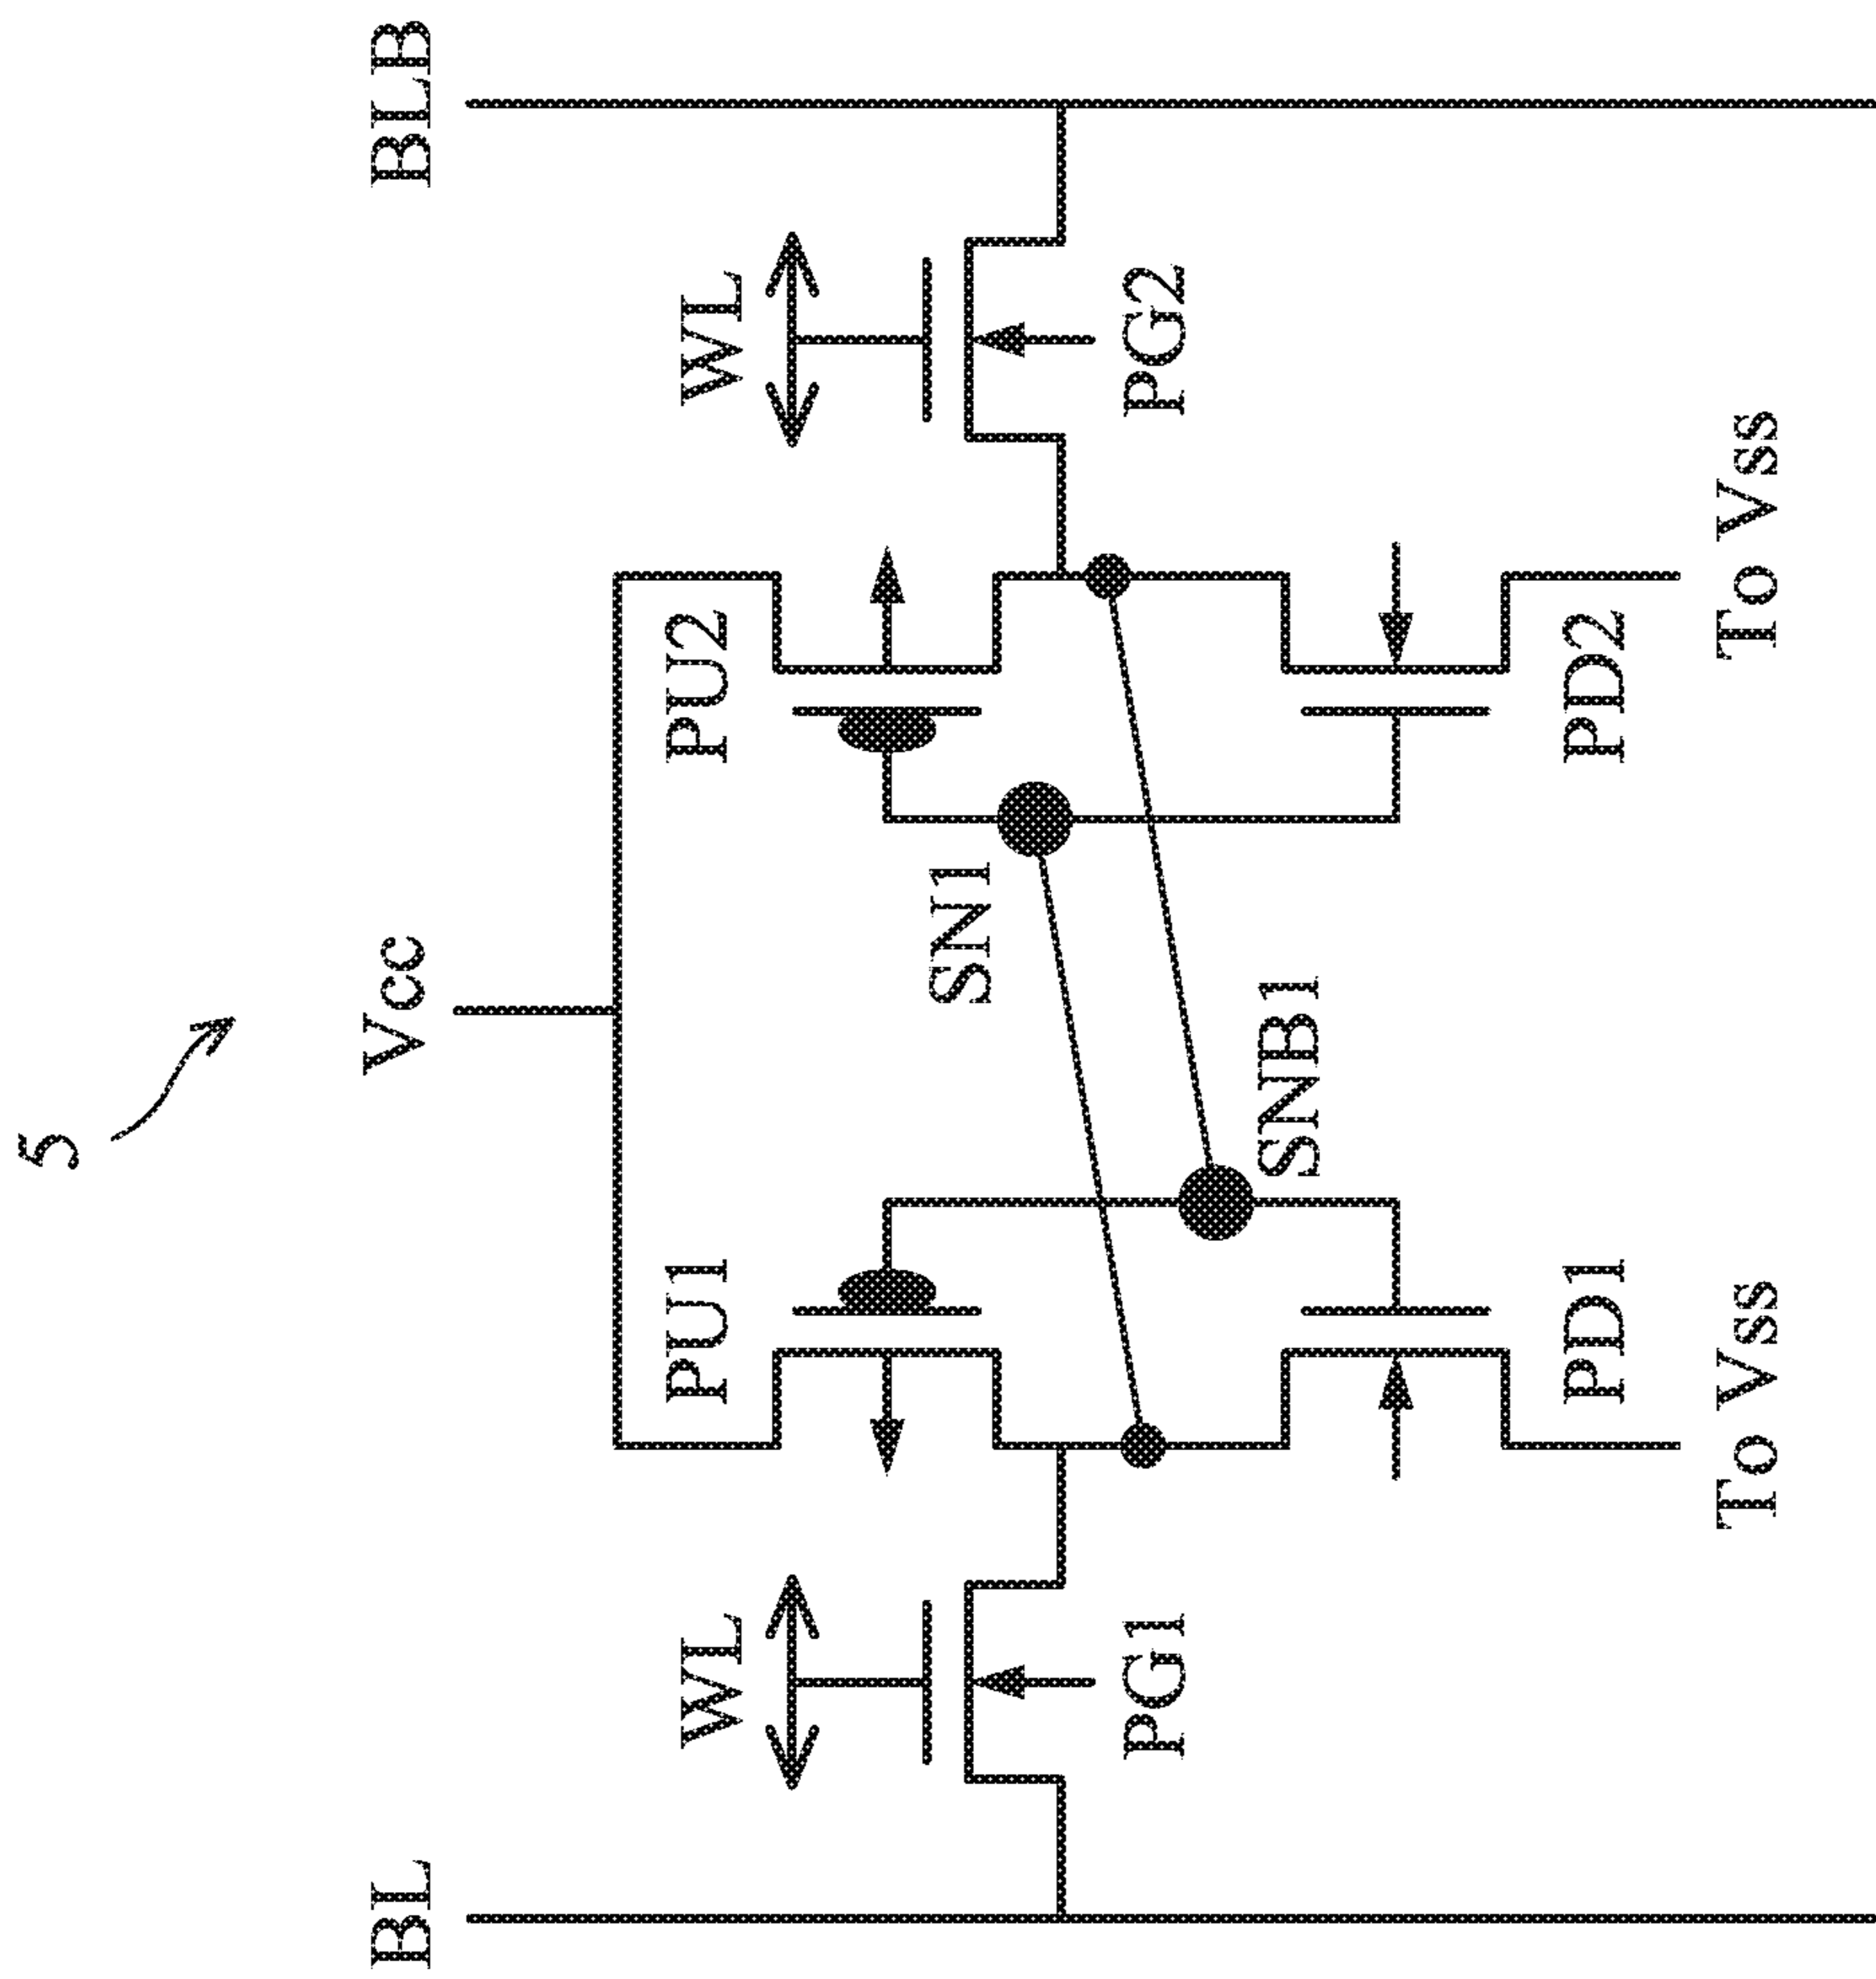 5
BL
Vcc
BLB
WL
PU1
PU2
WL
SN1
PG1
SNB1
PG2
PD1
PD2
To Vss
To Vss